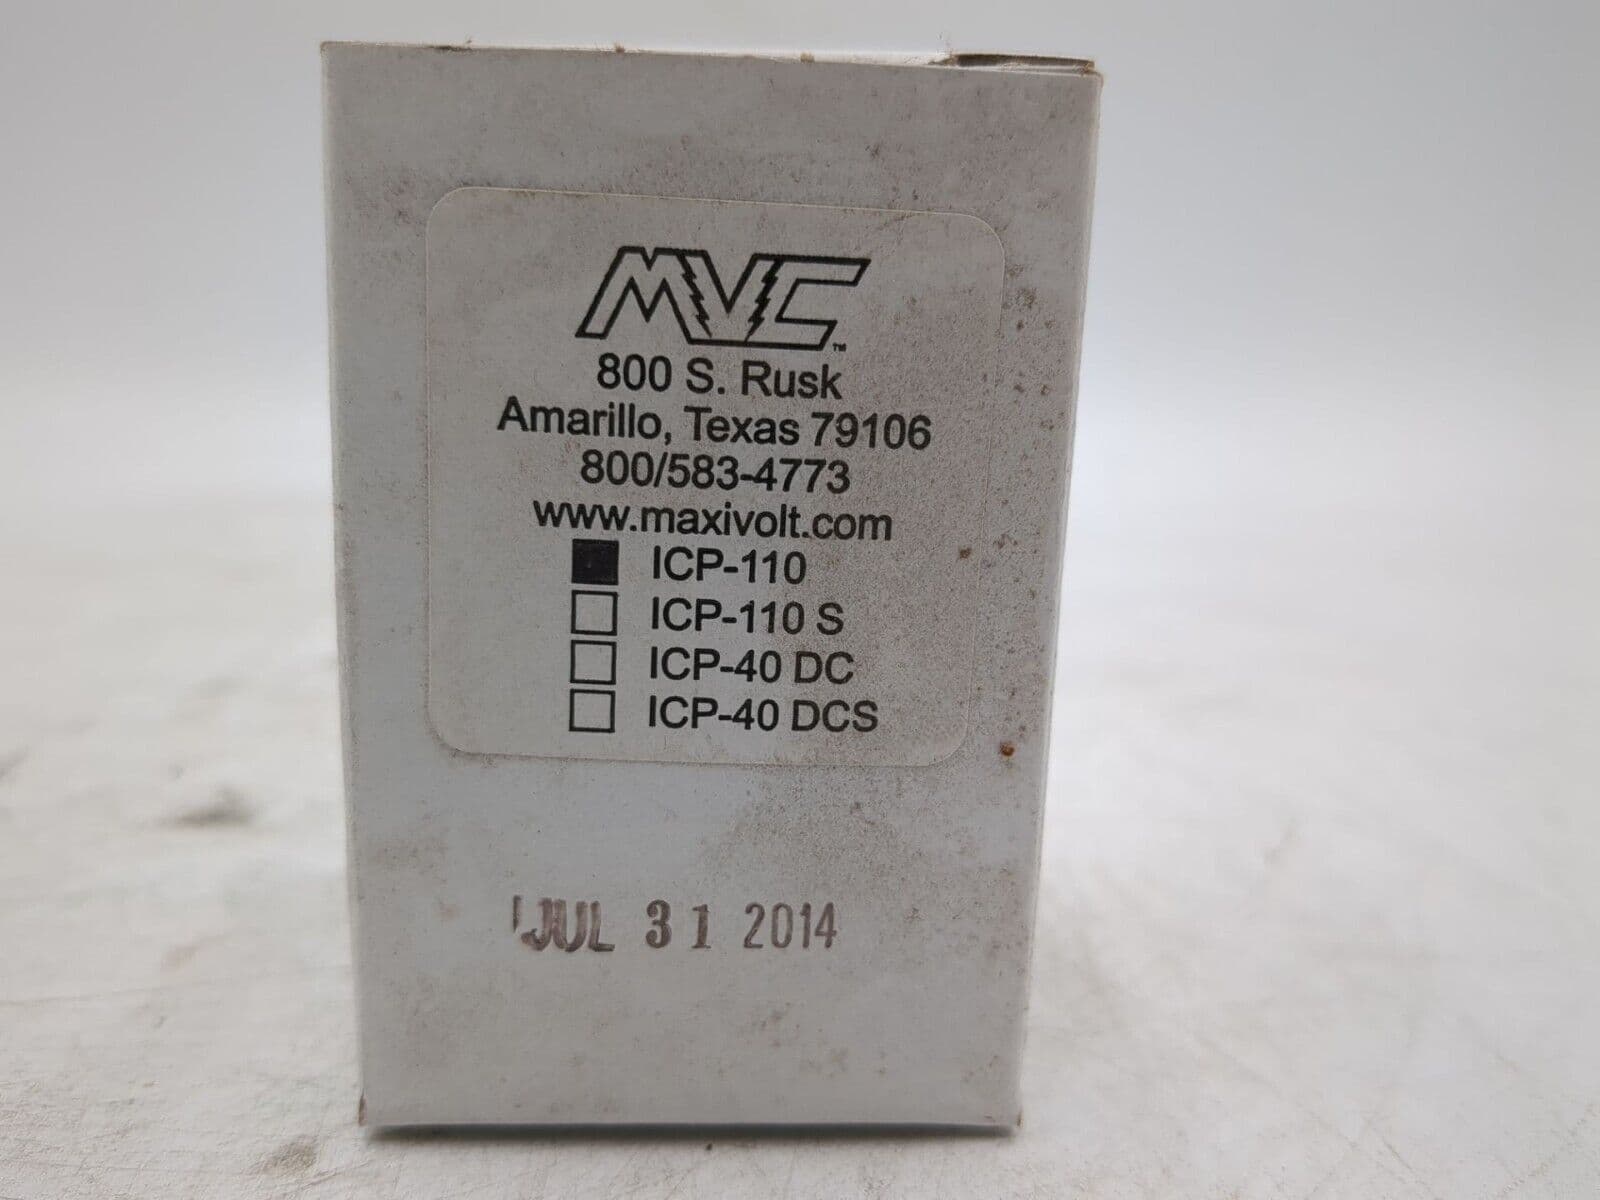 MVC™
800 S. Rusk
Amarillo, Texas 79106
800/583-4773
www.maxivolt.com
ICP-110
ICP-110 S
ICP-40 DC
ICP-40 DCS
JUL 31 2014